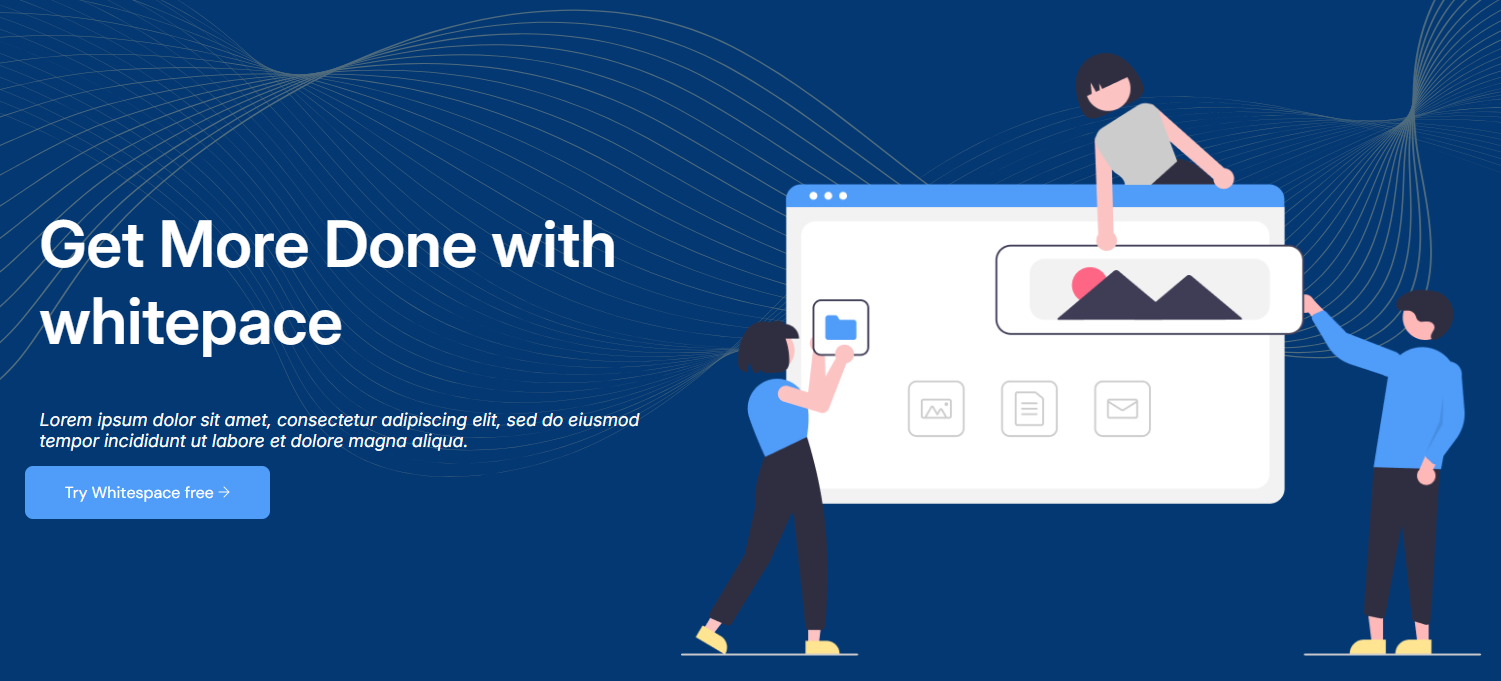 Get More Done with
whitepace
Lorem ipsum dolor sit amet, consectetur adipiscing elit, sed do eiusmod
tempor incididunt ut labore et dolore magna aliqua.
Try Whitespace free →